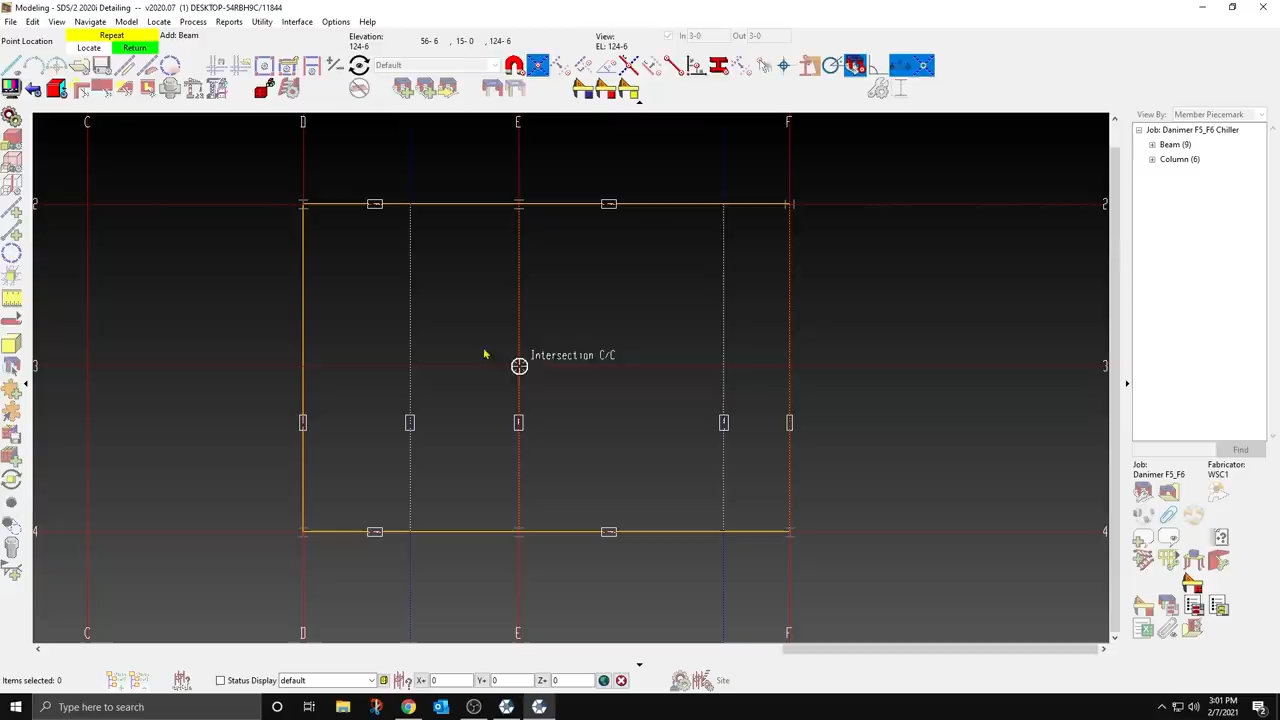 Modeling - SDS/2 2020i Detailing -- v2020.07 [1] DESKTOP-54RBH9C/11844
File Edit View Navigate Model Locate Process Reports Utility Interface Options Help
Point Location Repeat Add: Beam
Locate Return
Elevation:
124-6
56- 6 , 15- 0 , 124- 6
View:
EL: 124-6
In 3-0 Out 3-0
Default
C D E F
2 2
Intersection C/C
3 3
4 4
C D E F
View By: Member Piecemark
Job: Danimer F5_F6 Chiller
Beam (9)
Column (6)
Find
Job:
Danimer F5_F6
Fabricator:
WSC1
Items selected: 0
Status Display default
X+ 0 Y+ 0 Z+ 0
Site
Type here to search
3:01 PM
2/7/2021